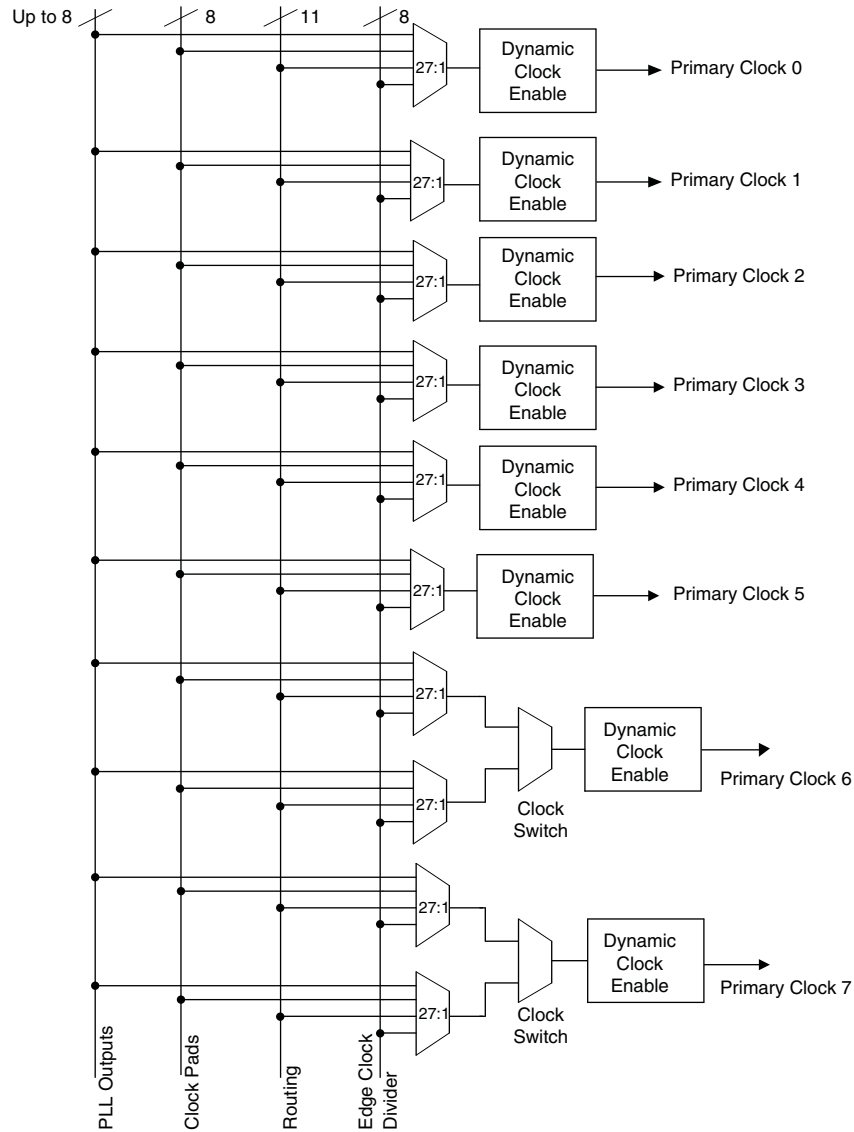 Up to 8
8
11
8
27:1
Dynamic
Clock
Enable
Primary Clock 0
27:1
Dynamic
Clock
Enable
Primary Clock 1
27:1
Dynamic
Clock
Enable
Primary Clock 2
27:1
Dynamic
Clock
Enable
Primary Clock 3
27:1
Dynamic
Clock
Enable
Primary Clock 4
27:1
Dynamic
Clock
Enable
Primary Clock 5
27:1
27:1
Clock
Switch
Dynamic
Clock
Enable
Primary Clock 6
27:1
27:1
Clock
Switch
Dynamic
Clock
Enable
Primary Clock 7
PLL Outputs
Clock Pads
Routing
Edge Clock
Divider